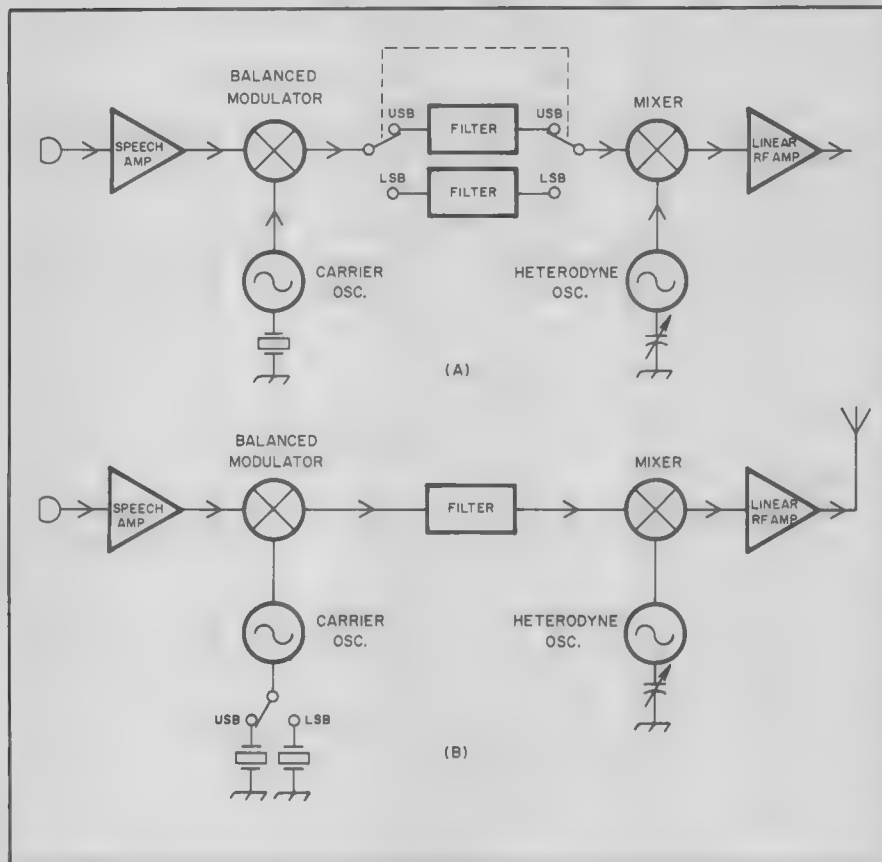 BALANCED
MODULATOR
MIXER
USB
FILTER
USB
SPEECH
AMP
LINEAR
RF AMP
LSB
FILTER
LSB
CARRIER
OSC.
HETERODYNE
OSC.
(A)
BALANCED
MODULATOR
MIXER
SPEECH
AMP
FILTER
LINEAR
RF AMP
CARRIER
OSC.
HETERODYNE
OSC.
USB
LSB
(B)